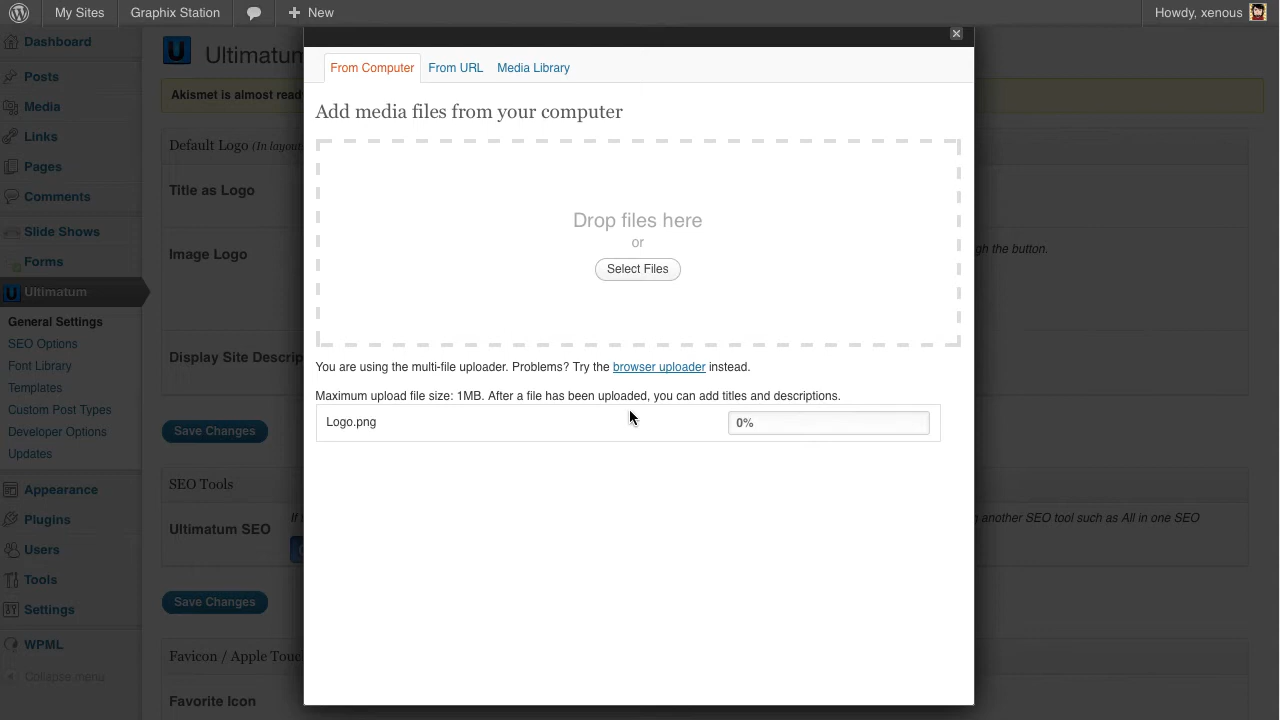 My Sites
Graphix Station
New
Howdy, xenous
Dashboard
Posts
Media
Links
Pages
Comments
Slide Shows
Forms
Ultimatum
General Settings
SEO Options
Font Library
Templates
Custom Post Types
Developer Options
Updates
Appearance
Plugins
Users
Tools
Settings
WPML
Collapse menu
Akismet is almost
Default Logo (In
Title as Logo
Image Logo
the button.
Display Site
Save Changes
SEO Tools
Ultimatum SEO
another SEO tool such as All in one SEO
Save Changes
Favicon / Apple
Favorite Icon
From Computer
From URL
Media Library
Add media files from your computer
Drop files here
or
Select Files
You are using the multi-file uploader. Problems? Try the browser uploader instead.
Maximum upload file size: 1MB. After a file has been uploaded, you can add titles and descriptions.
Logo.png
0%